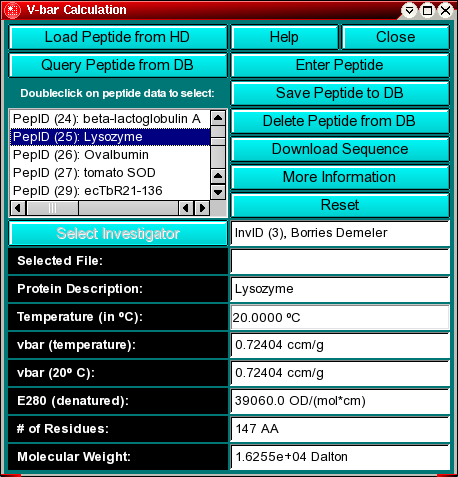 V-bar Calculation
Load Peptide from HD
Help
Close
Query Peptide from DB
Enter Peptide
Doubleclick on peptide data to select:
Save Peptide to DB
PepID (24): beta-lactoglobulin A
PepID (25): Lysozyme
PepID (26): Ovalbumin
PepID (27): tomato SOD
PepID (29): ecTbR21-136
Delete Peptide from DB
Download Sequence
More Information
Reset
Select Investigator
InvID (3), Borries Demeler
Selected File:
Protein Description: Lysozyme
Temperature (in ºC): 20.0000 ºC
vbar (temperature): 0.72404 ccm/g
vbar (20º C): 0.72404 ccm/g
E280 (denatured): 39060.0 OD/(mol*cm)
# of Residues: 147 AA
Molecular Weight: 1.6255e+04 Dalton